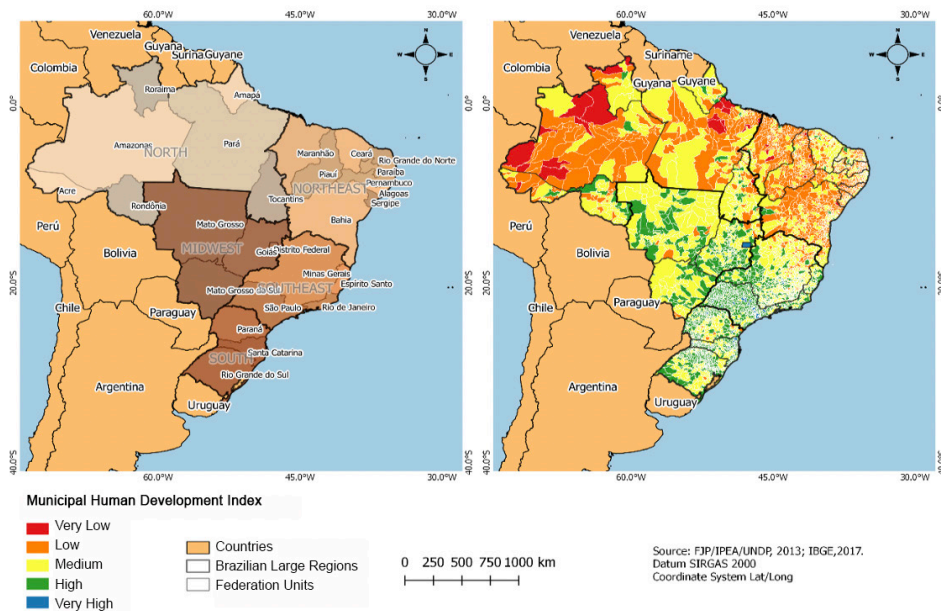 60.0°W 45.0°W 30.0°W
Venezuela
Guyana
Surina Guyane
Colombia
Roraima
Amapá
0.0°
Amazonas
NORTH
Pará
Maranhão
Ceará
Rio Grande do Norte
Piauí
Paraiba
NORTHEAST
Pernambuco
Alagoas
Sergipe
Acre
Rondônia
Tocantins
Bahia
Perú
Mato Grosso
MIDWEST
Goiás
Distrito Federal
Bolivia
Minas Gerais
Espirito Santo
Mato Grosso do Sul
SOUTHEAST
20.0°S
Chile
Paraguay
São Paulo
Rio de Janeiro
Paraná
Santa Catarina
SOUTH
Rio Grande do Sul
Argentina
Uruguay
40.0°S
60.0°W 45.0°W 30.0°W
N
W E
S
60.0°W 45.0°W 30.0°W
Venezuela
Suriname
Colombia
Guyana Guyane
0.0°
Perú
Bolivia
20.0°S
Chile
Paraguay
Argentina
Uruguay
40.0°S
60.0°W 45.0°W 30.0°W
N
W E
S
Municipal Human Development Index
Very Low
Low
Medium
High
Very High
Countries
Brazilian Large Regions
Federation Units
0 250 500 750 1000 km
Source: FJP/IPEA/UNDP, 2013; IBGE,2017.
Datum SIRGAS 2000
Coordinate System Lat/Long